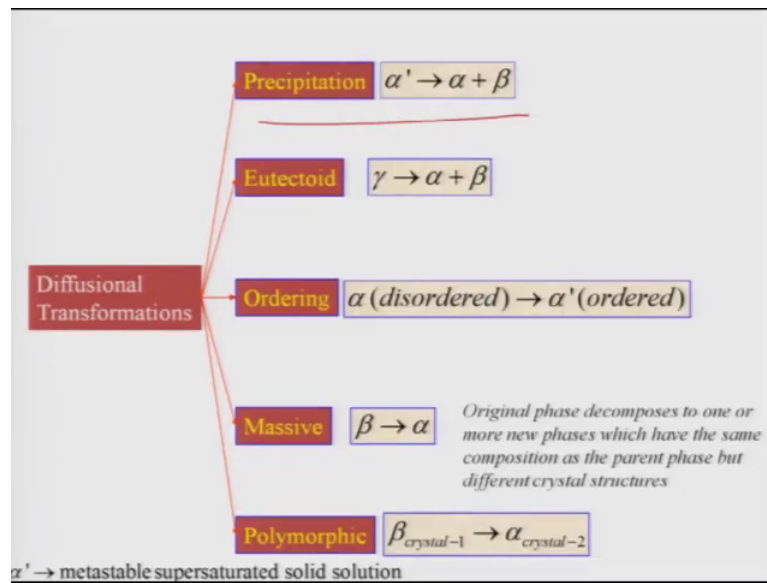 Precipitation α' → α + β
Eutectoid γ → α + β
Diffusional
Transformations
Ordering α (disordered) → α' (ordered)
Massive β → α
Original phase decomposes to one or
more new phases which have the same
composition as the parent phase but
different crystal structures
Polymorphic β crystal−1 → α crystal−2
α' → metastable supersaturated solid solution